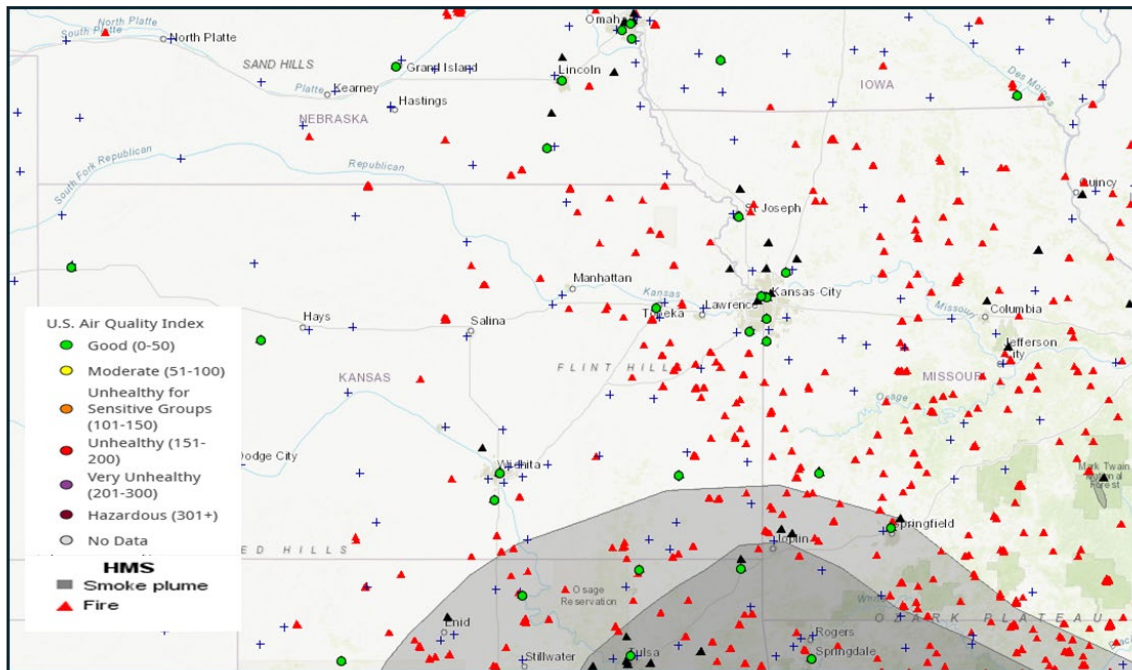 North Platte
South Platte
North Platte
SAND HILLS
Grand Island
Platte
Kearney
Hastings
NEBRASKA
Omaha
Lincoln
IOWA
Des Moines
South Fork Republican
Republican
Quincy
St Joseph
Manhattan
Kansas
Lawrence
Kansas City
Topeka
Missouri
Columbia
Jefferson
City
Hays
Salina
FLINT HILL
KANSAS
MISSOURI
Osage
U.S. Air Quality Index
Good (0-50)
Moderate (51-100)
Unhealthy for
Sensitive Groups
(101-150)
Unhealthy (151-
200)
Very Unhealthy
(201-300)
Hazardous (301+)
No Data
HMS
Smoke plume
Fire
Dodge City
Wichita
Mark Twain
National
Forest
ED HILLS
Springfield
Joplin
Osage
Reservation
OZARK PLATEAU
Enid
Stillwater
Tulsa
Rogers
Springdale